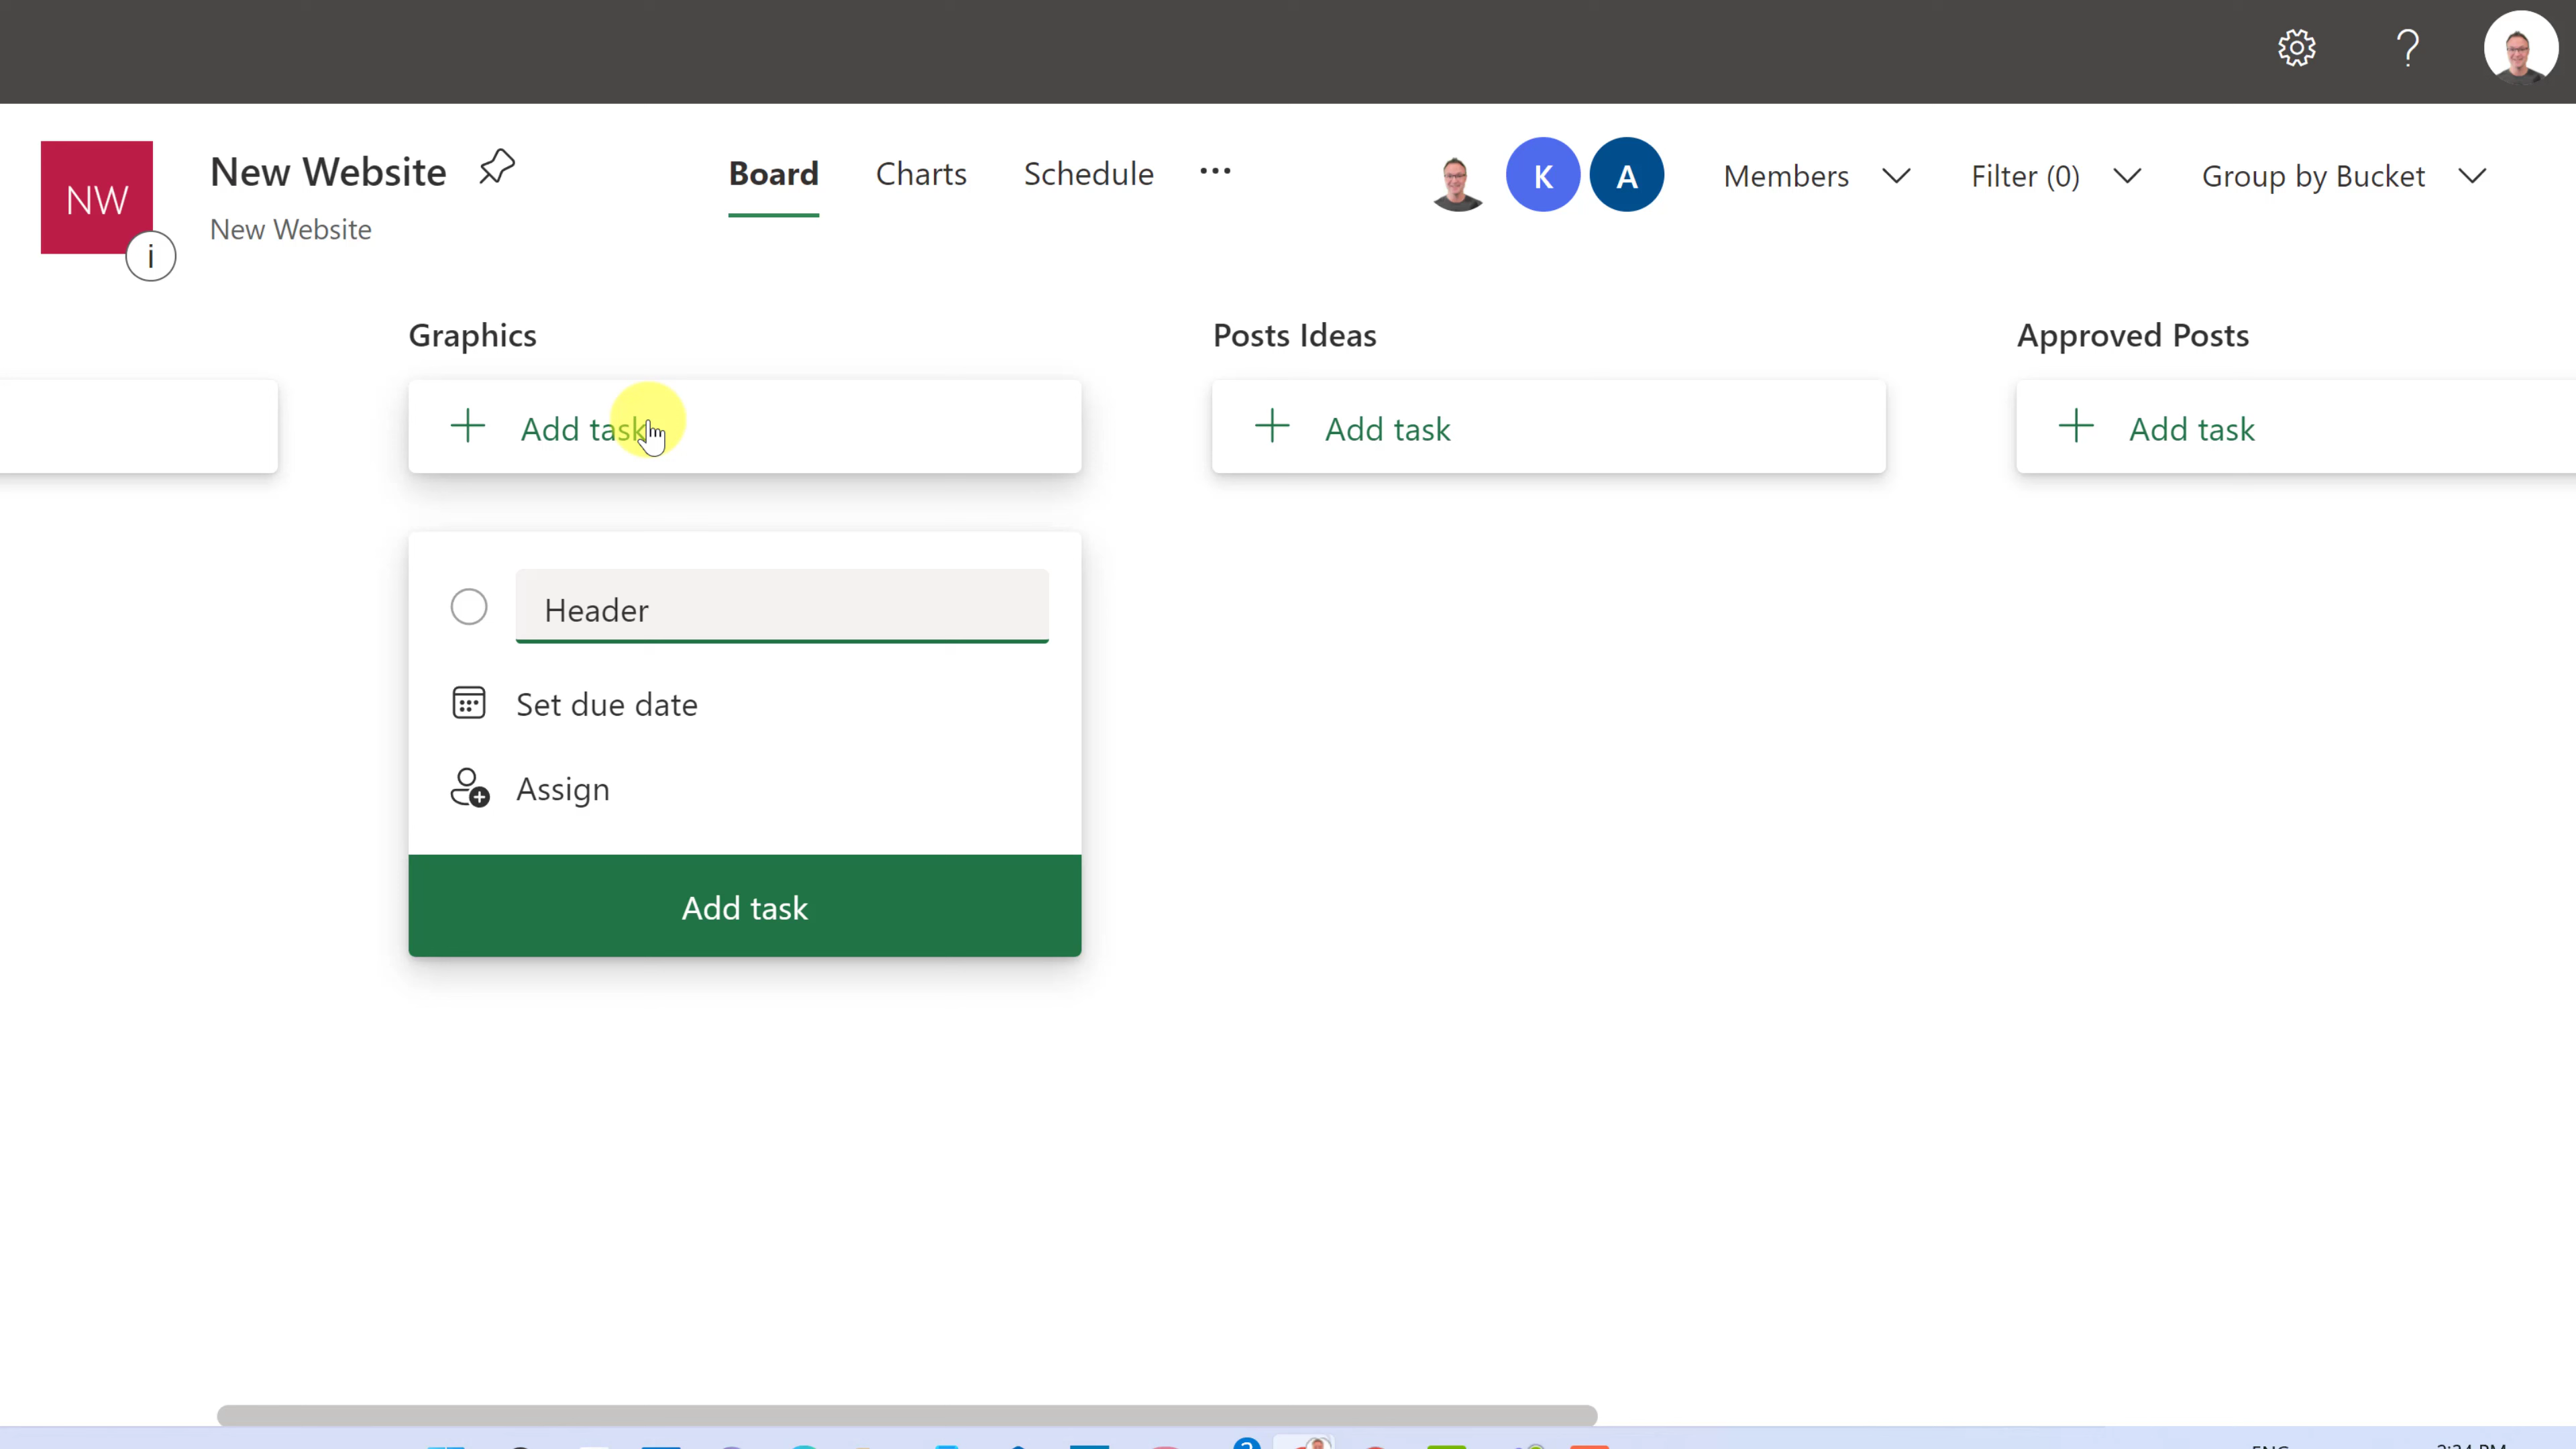 New Website
Board
Charts
Schedule
K
A
Members
Filter (0)
Group by Bucket
NW
i
New Website
Graphics
Posts Ideas
Approved Posts
Add task
Add task
Add task
Header
Set due date
Assign
Add task